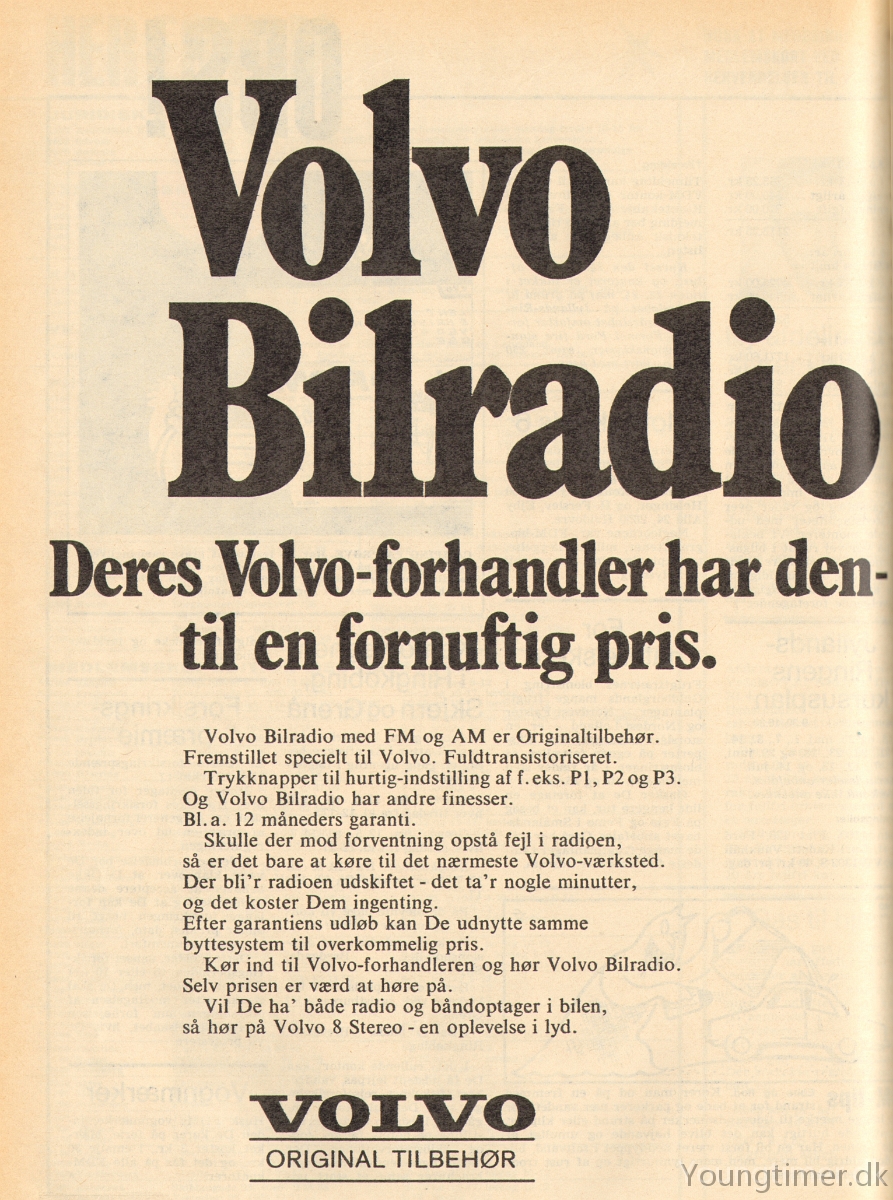 Volvo
Bilradio
Deres Volvo-forhandler har den-
til en fornuftig pris.
Volvo Bilradio med FM og AM er Originaltilbehør.
Fremstillet specielt til Volvo. Fuldtransistoriseret.
Trykknapper til hurtig-indstilling af f.eks. P1, P2 og P3.
Og Volvo Bilradio har andre finesser.
Bl.a. 12 måneders garanti.
Skulle der mod forventning opstå fejl i radioen,
så er det bare at køre til det nærmeste Volvo-værksted.
Der bli'r radioen udskiftet - det ta'r nogle minutter,
og det koster Dem ingenting.
Efter garantiens udløb kan De udnytte samme
byttesystem til overkommelig pris.
Kør ind til Volvo-forhandleren og hør Volvo Bilradio.
Selv prisen er værd at høre på.
Vil De ha' både radio og båndoptager i bilen,
så hør på Volvo 8 Stereo - en oplevelse i lyd.
VOLVO
ORIGINAL TILBEHØR
Youngtimer.dk